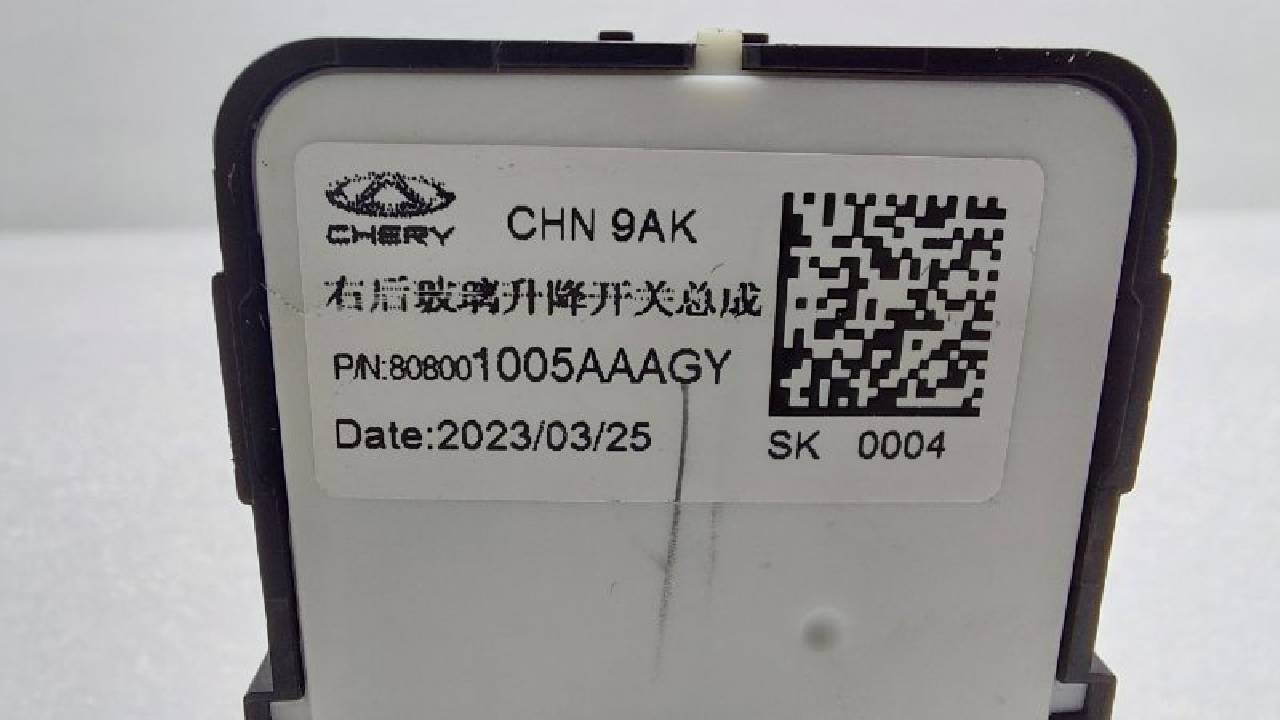 CHERY
CHN 9AK
右后玻璃升降开关总成
P/N:808001005AAAGY
Date:2023/03/25
SK 0004